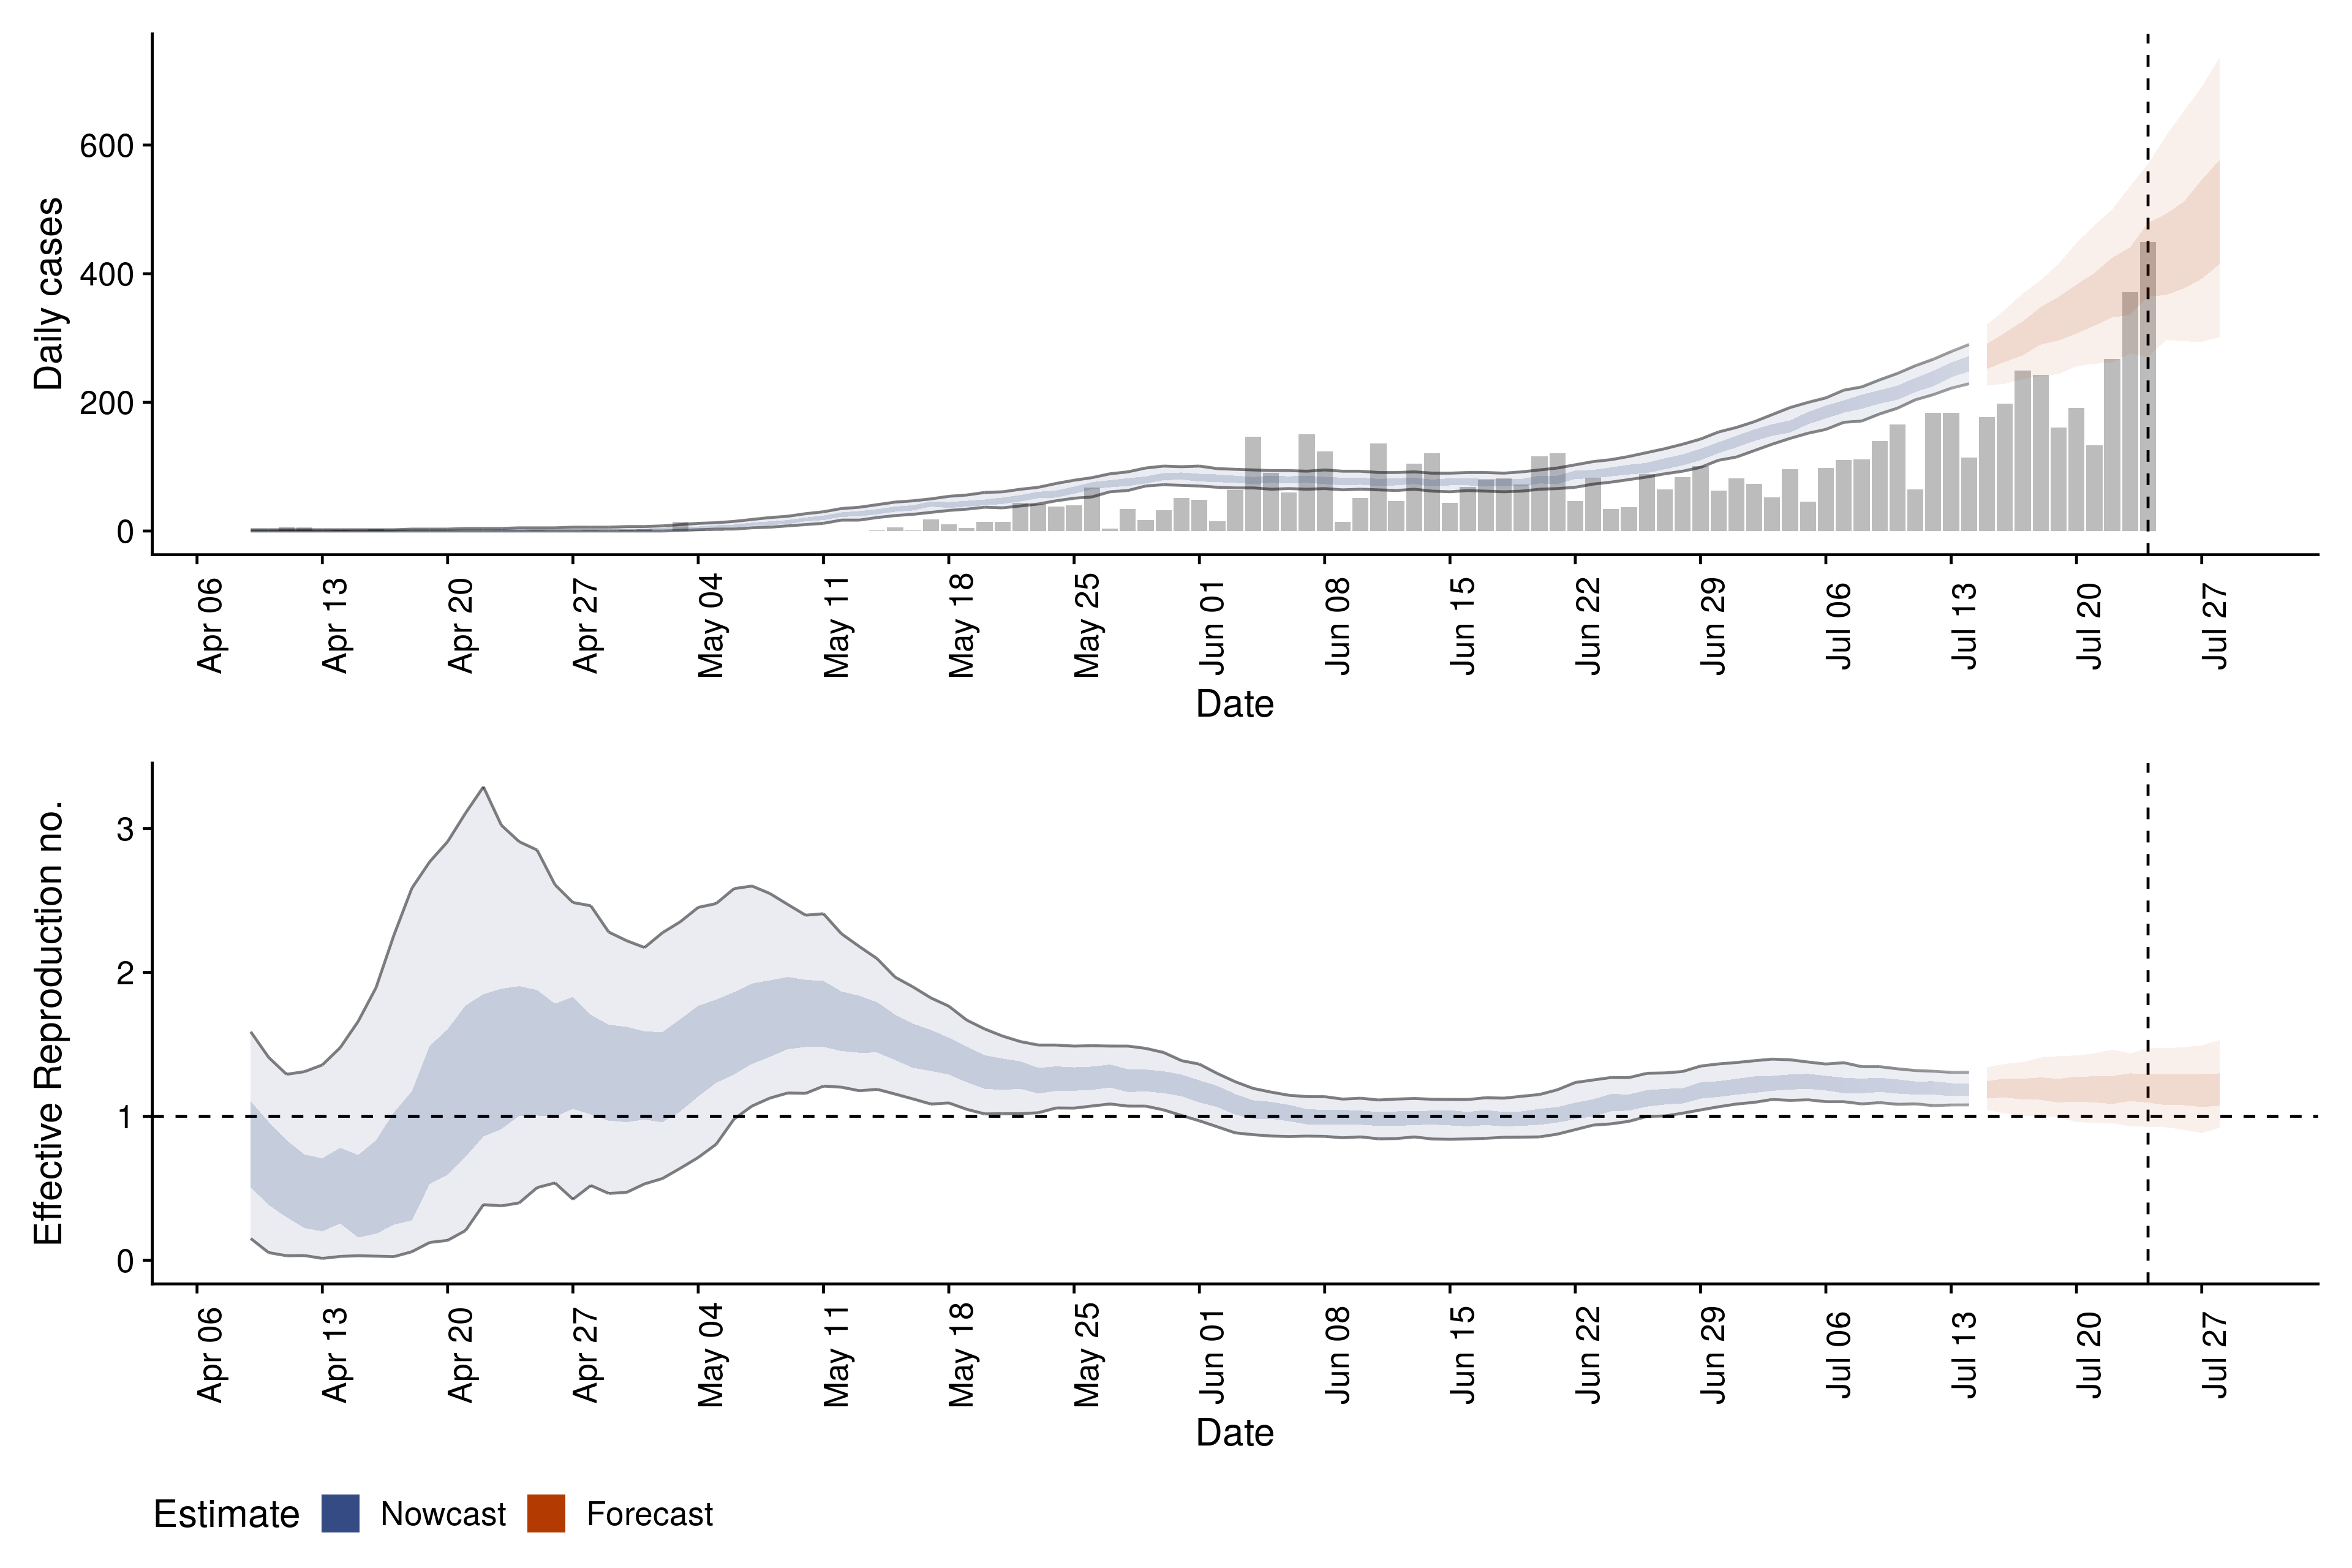 Daily cases
600
400
200
0
Apr 06 Apr 13 Apr 20 Apr 27 May 04 May 11 May 18 May 25 Jun 01 Jun 08 Jun 15 Jun 22 Jun 29 Jul 06 Jul 13 Jul 20 Jul 27
Date
Effective Reproduction no.
3
2
1
0
Apr 06 Apr 13 Apr 20 Apr 27 May 04 May 11 May 18 May 25 Jun 01 Jun 08 Jun 15 Jun 22 Jun 29 Jul 06 Jul 13 Jul 20 Jul 27
Date
Estimate Nowcast Forecast